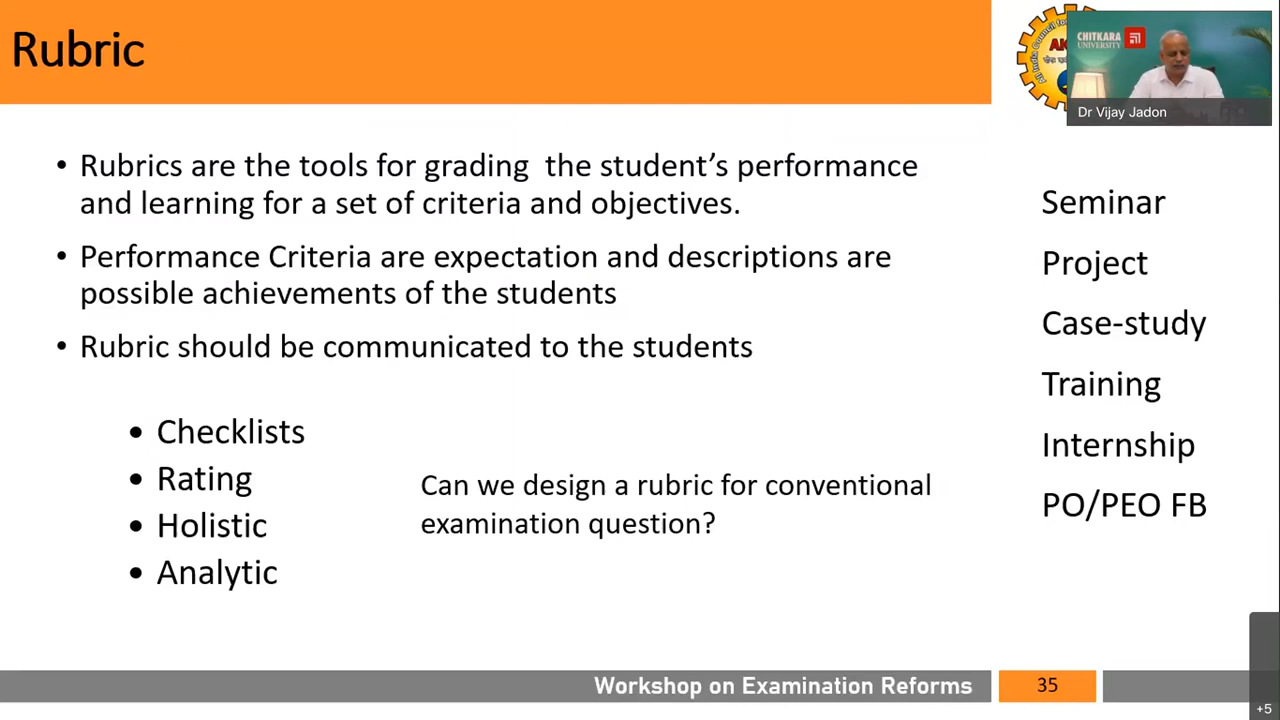 Rubric
• Rubrics are the tools for grading the student’s performance
and learning for a set of criteria and objectives.
• Performance Criteria are expectation and descriptions are
possible achievements of the students
• Rubric should be communicated to the students
• Checklists
• Rating
• Holistic
• Analytic
Can we design a rubric for conventional
examination question?
CHITKARA
UNIVERSITY
Dr Vijay Jadon
Seminar
Project
Case-study
Training
Internship
PO/PEO FB
Workshop on Examination Reforms
35
+5